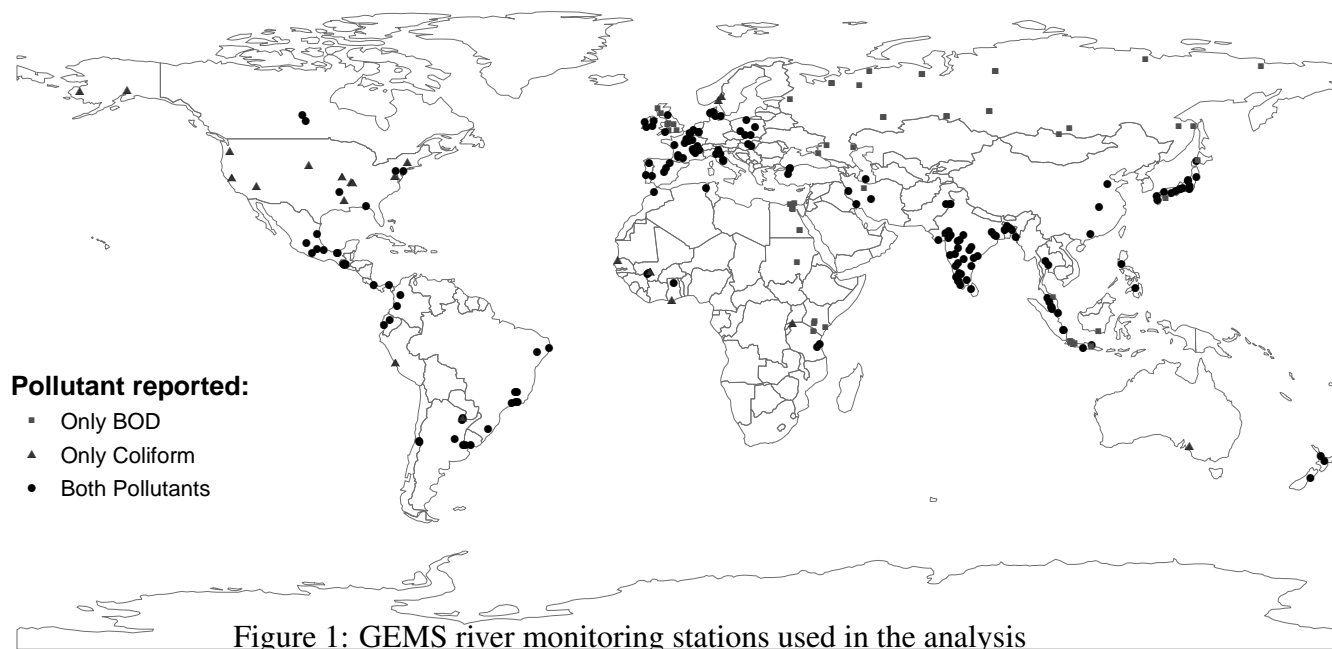 Pollutant reported:
Only BOD
Only Coliform
Both Pollutants
Figure 1: GEMS river monitoring stations used in the analysis